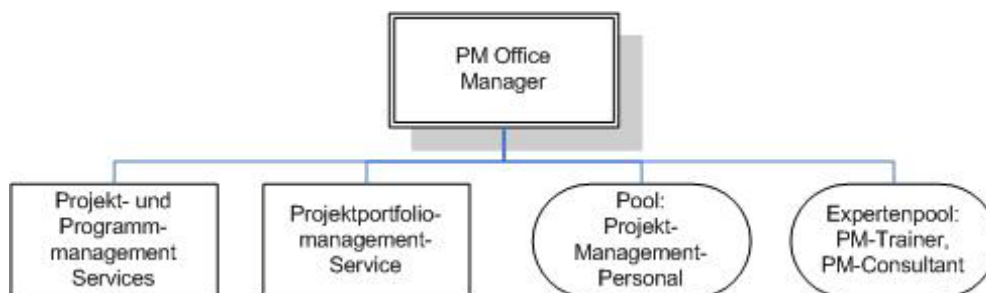 PM Office
Manager
Projekt- und
Programm-
management
Services
Projektportfolio-
management-
Service
Pool:
Projekt-
Management-
Personal
Expertenpool:
PM-Trainer,
PM-Consultant